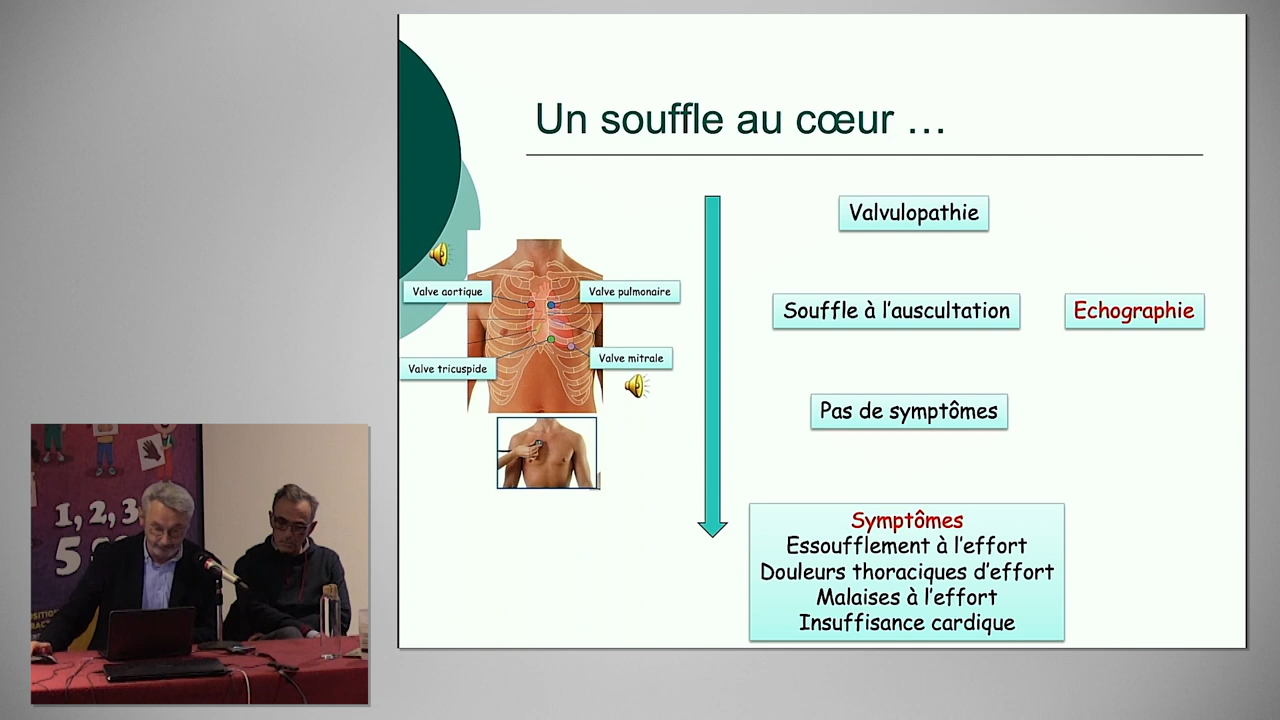 Un souffle au cœur …
Valvulopathie
Valve aortique
Valve pulmonaire
Souffle à l'auscultation
Echographie
Valve mitrale
Valve tricuspide
Pas de symptômes
Symptômes
Essoufflement à l'effort
Douleurs thoraciques d'effort
Malaises à l'effort
Insuffisance cardique
1, 2, 3
5